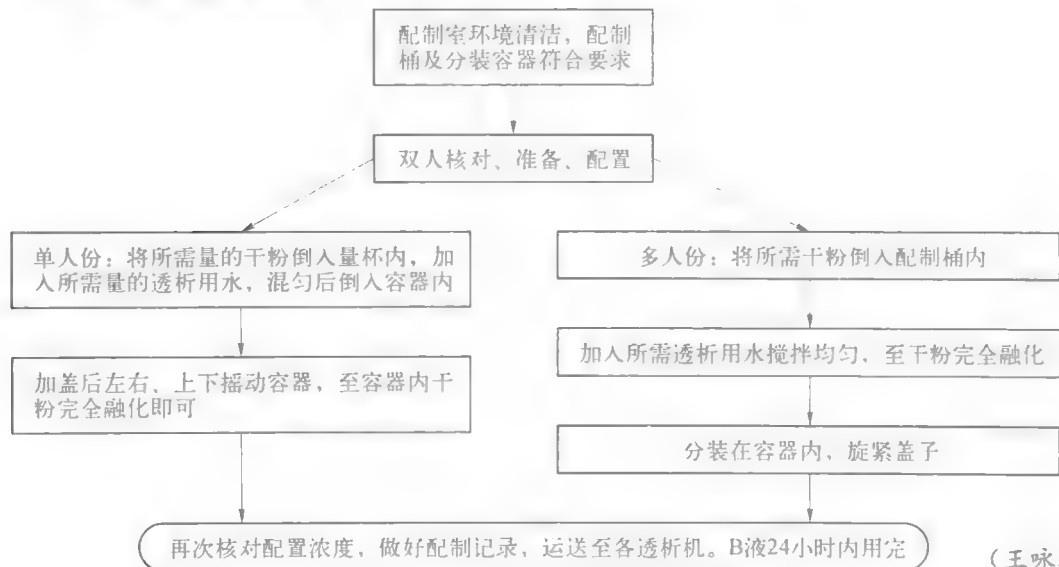 配制室环境清洁，配制
桶及分装容器符合要求
双人核对、准备、配置
单人份：将所需量的干粉倒入量杯内，加
入所需量的透析用水，混匀后倒入容器内
加盖后左右、上下摇动容器，至容器内干
粉完全融化即可
多人份：将所需干粉倒入配制桶内
加入所需透析用水搅拌均匀，至干粉完全融化
分装在容器内，旋紧盖子
再次核对配置浓度，做好配制记录，运送至各透析机。B液24小时内用完
（王咏